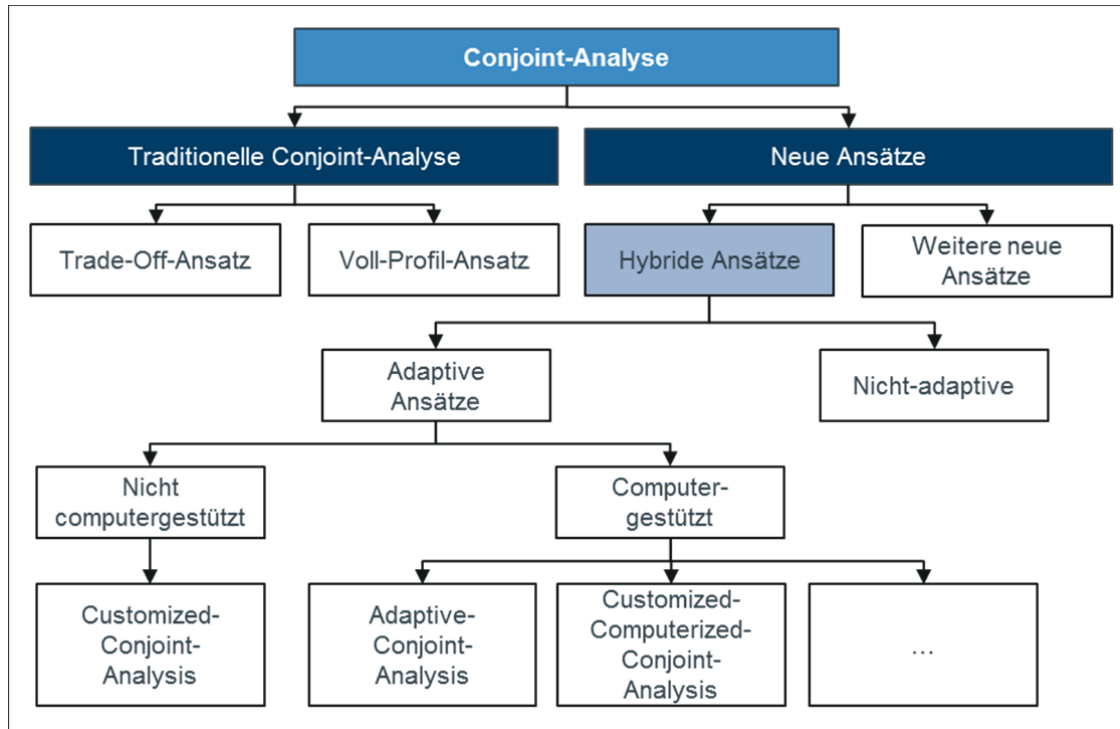 Conjoint-Analyse
Traditionelle Conjoint-Analyse
Neue Ansätze
Trade-Off-Ansatz
Voll-Profil-Ansatz
Hybride Ansätze
Weitere neue
Ansätze
Adaptive
Ansätze
Nicht-adaptive
Nicht
computergestützt
Computer-
gestützt
Customized-
Conjoint-
Analysis
Adaptive-
Conjoint-
Analysis
Customized-
Computerized-
Conjoint-
Analysis
...